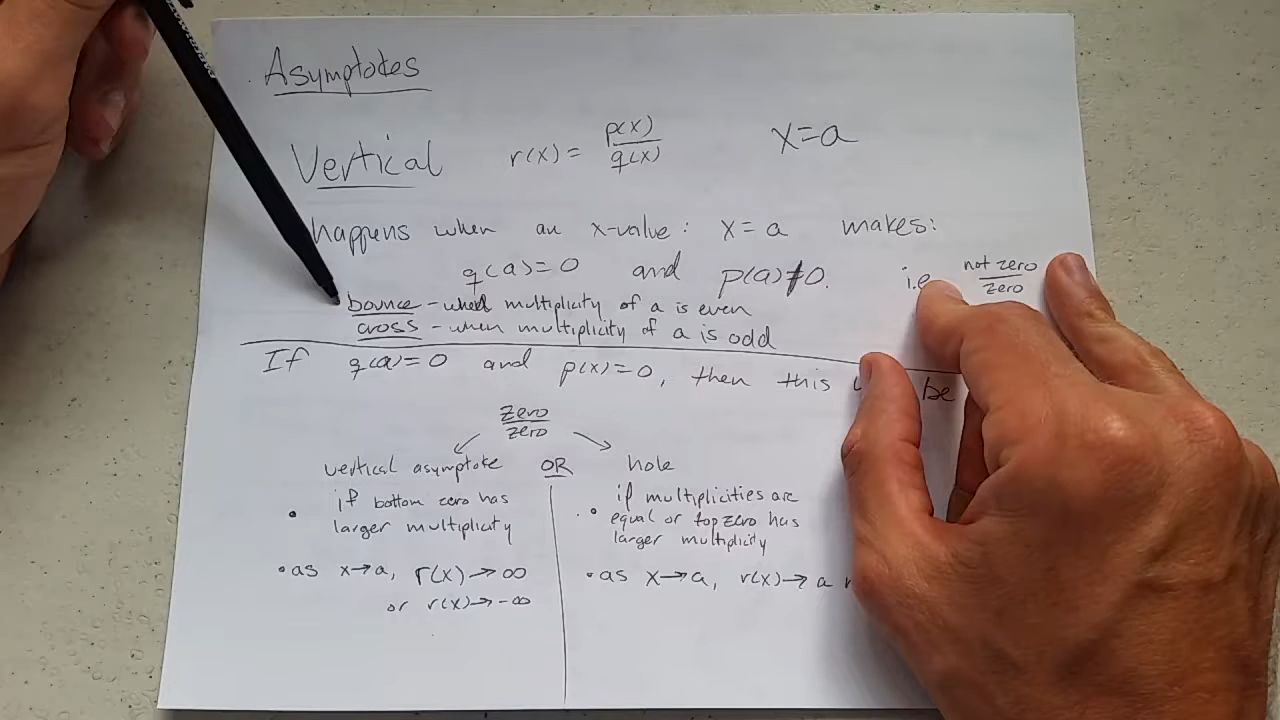 Asymptotes
Vertical r(x) = p(x)/q(x) x=a
happens when an x-value: x=a makes:
q(a)=0 and p(a)≠0. i.e. not zero/zero
bounce - when multiplicity of a is even
cross - when multiplicity of a is odd
If q(a)=0 and p(x)=0, then this be
zero/zero
vertical asymptote OR hole
• if bottom zero has
larger multiplicity
• if multiplicities are
equal or top zero has
larger multiplicity
• as x→a, r(x)→∞
or r(x)→-∞
• as x→a, r(x)→ a